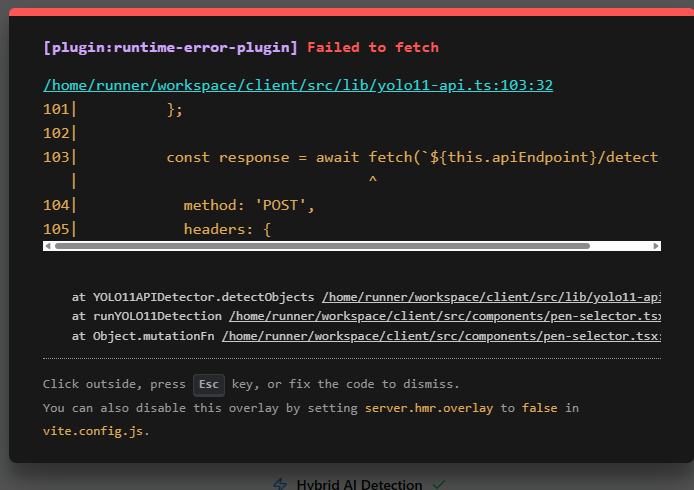 [plugin:runtime-error-plugin] Failed to fetch
/home/runner/workspace/client/src/lib/yolo11-api.ts:103:32
101|          };
102|
103|          const response = await fetch(`${this.apiEndpoint}/detect
   |                                 ^
104|            method: 'POST',
105|            headers: {
at YOLO11APIDetector.detectObjects /home/runner/workspace/client/src/lib/yolo11-api
at runYOLO11Detection /home/runner/workspace/client/src/components/pen-selector.tsx
at Object.mutationFn /home/runner/workspace/client/src/components/pen-selector.tsx:
Click outside, press Esc key, or fix the code to dismiss.
You can also disable this overlay by setting server.hmr.overlay to false in
vite.config.js.
Hybrid AI Detection